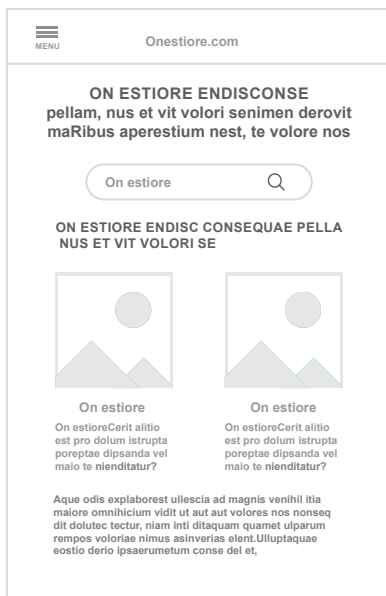 MENU
Onestiore.com
ON ESTIORE ENDISCONSE
pellam, nus et vit volori senimen derovit
maRibus aperestium nest, te volore nos
On estiore
ON ESTIORE ENDISC CONSEQUAE PELLA
NUS ET VIT VOLORI SE
On estiore
On estioreCerit alitio
est pro dolum istrupta
poreptae dipsanda vel
maio te nienditatur?
On estiore
On estioreCerit alitio
est pro dolum istrupta
poreptae dipsanda vel
maio te nienditatur?
Aque odis explaborest ullescia ad magnis venihil itia
maiore omnihicium vidit ut aut aut volores nos nonseq
dit dolutec tectur, niam inti ditaquam quamet ulparum
rempos voloriae nimus asinverias elent.Ulluptaquae
eostio derio ipsaerumetum conse del et,